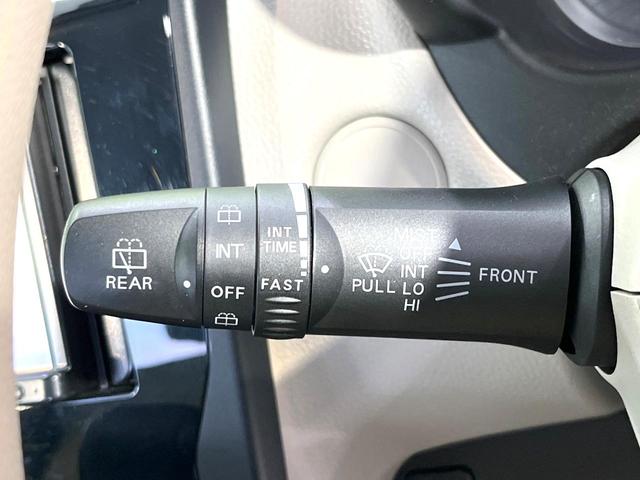 REAR
INT
OFF
INT
TIME
FAST
PULL
MIST
OFF
INT
LO
HI
FRONT